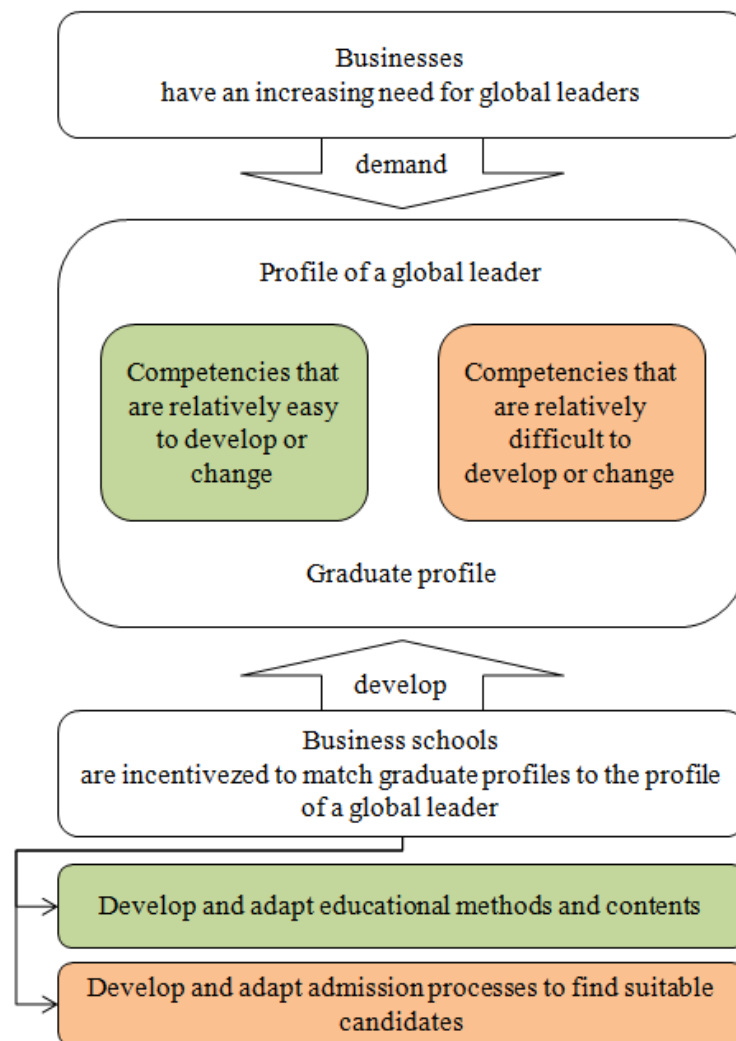 Businesses
have an increasing need for global leaders
demand
Profile of a global leader
Competencies that
are relatively easy
to develop or
change
Competencies that
are relatively
difficult to
develop or change
Graduate profile
develop
Business schools
are incentivezed to match graduate profiles to the profile
of a global leader
Develop and adapt educational methods and contents
Develop and adapt admission processes to find suitable
candidates